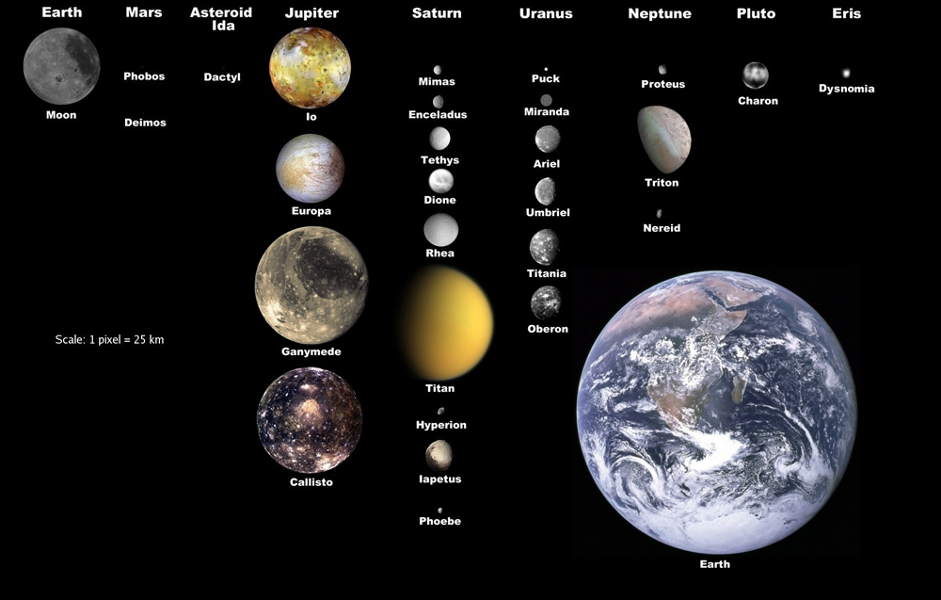 Earth
Mars
Asteroid
Ida
Jupiter
Saturn
Uranus
Neptune
Pluto
Eris
Moon
Phobos
Deimos
Dactyl
Io
Europa
Ganymede
Callisto
Mimas
Enceladus
Tethys
Dione
Rhea
Titan
Hyperion
Iapetus
Phoebe
Puck
Miranda
Ariel
Umbriel
Titania
Oberon
Proteus
Triton
Nereid
Charon
Dysnomia
Scale: 1 pixel = 25 km
Earth